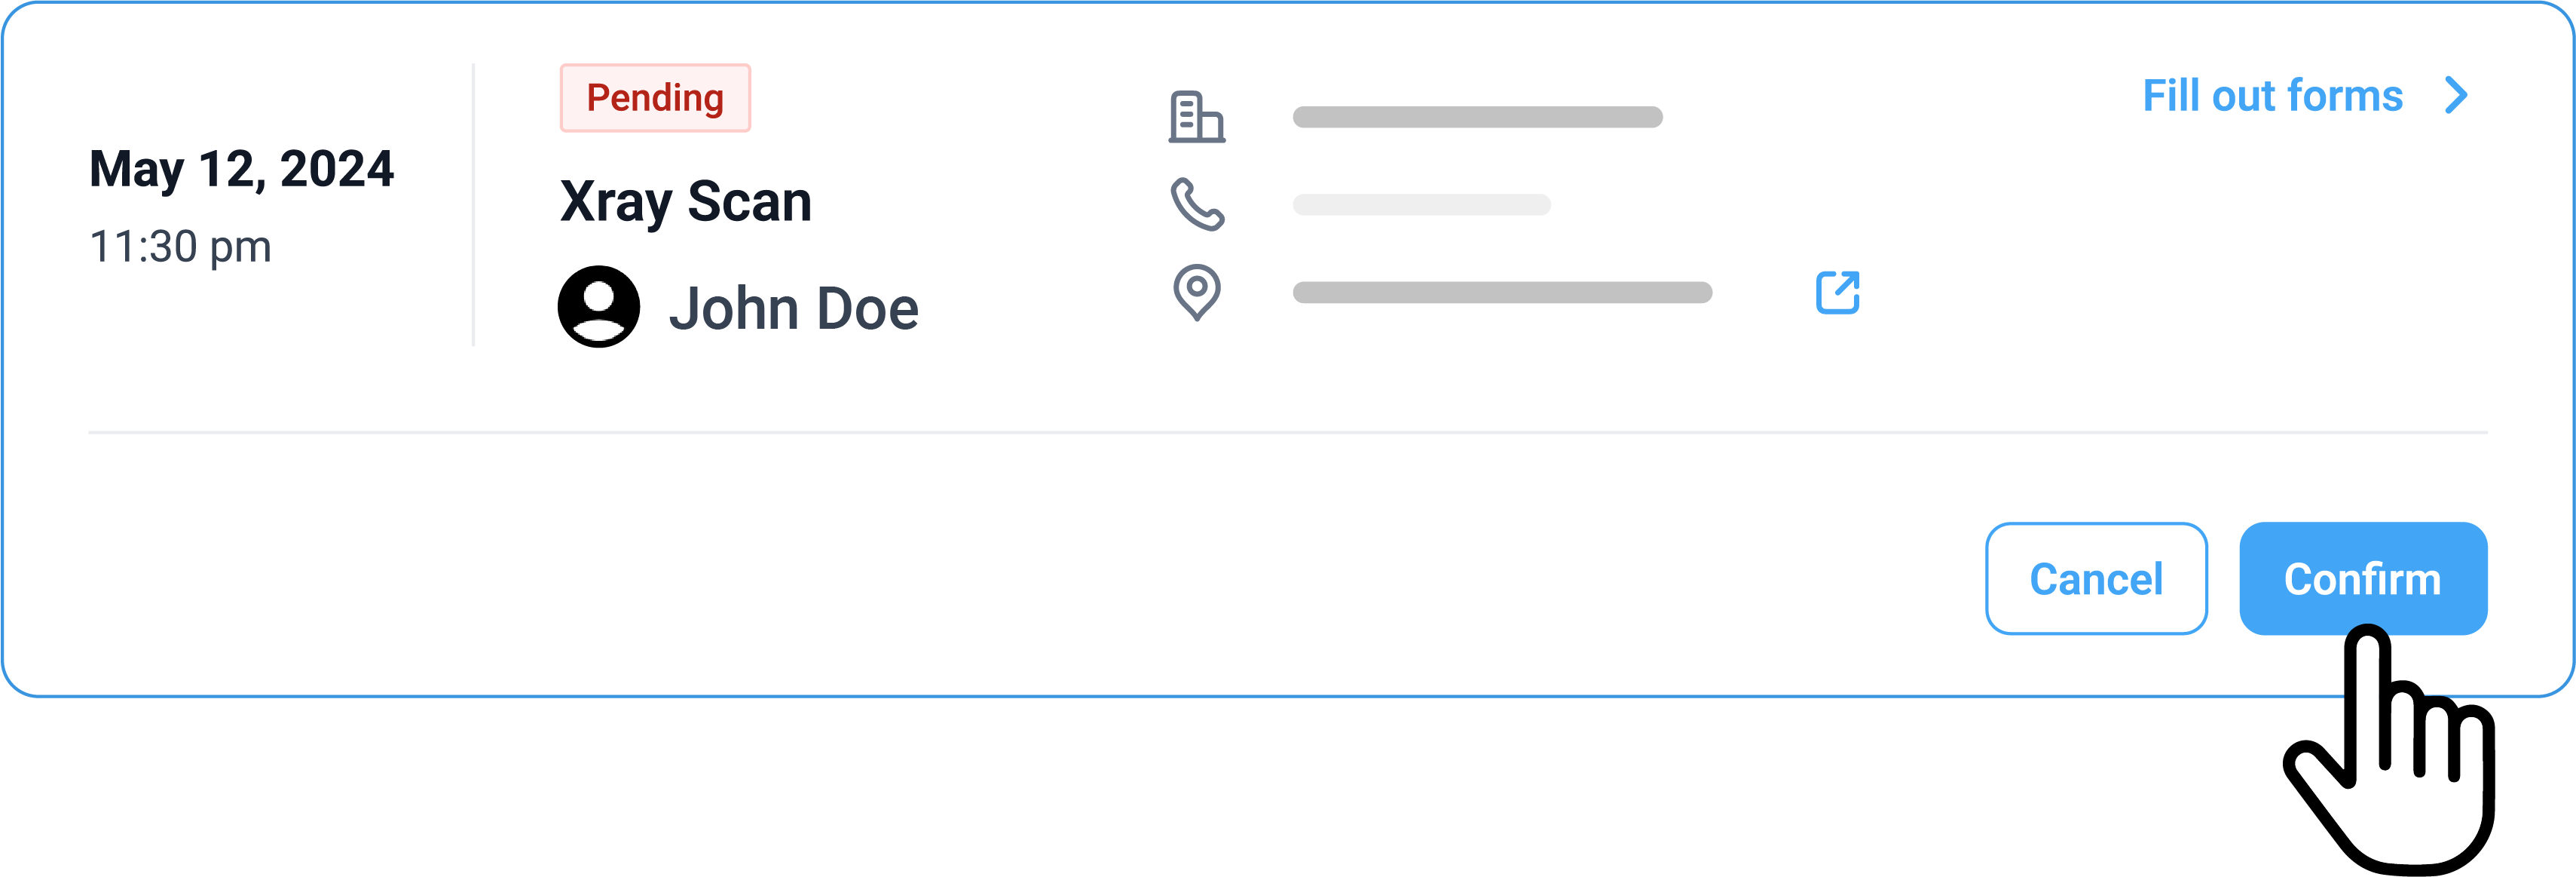 May 12, 2024
11:30 pm
Pending
Xray Scan
John Doe
Fill out forms
Cancel
Confirm